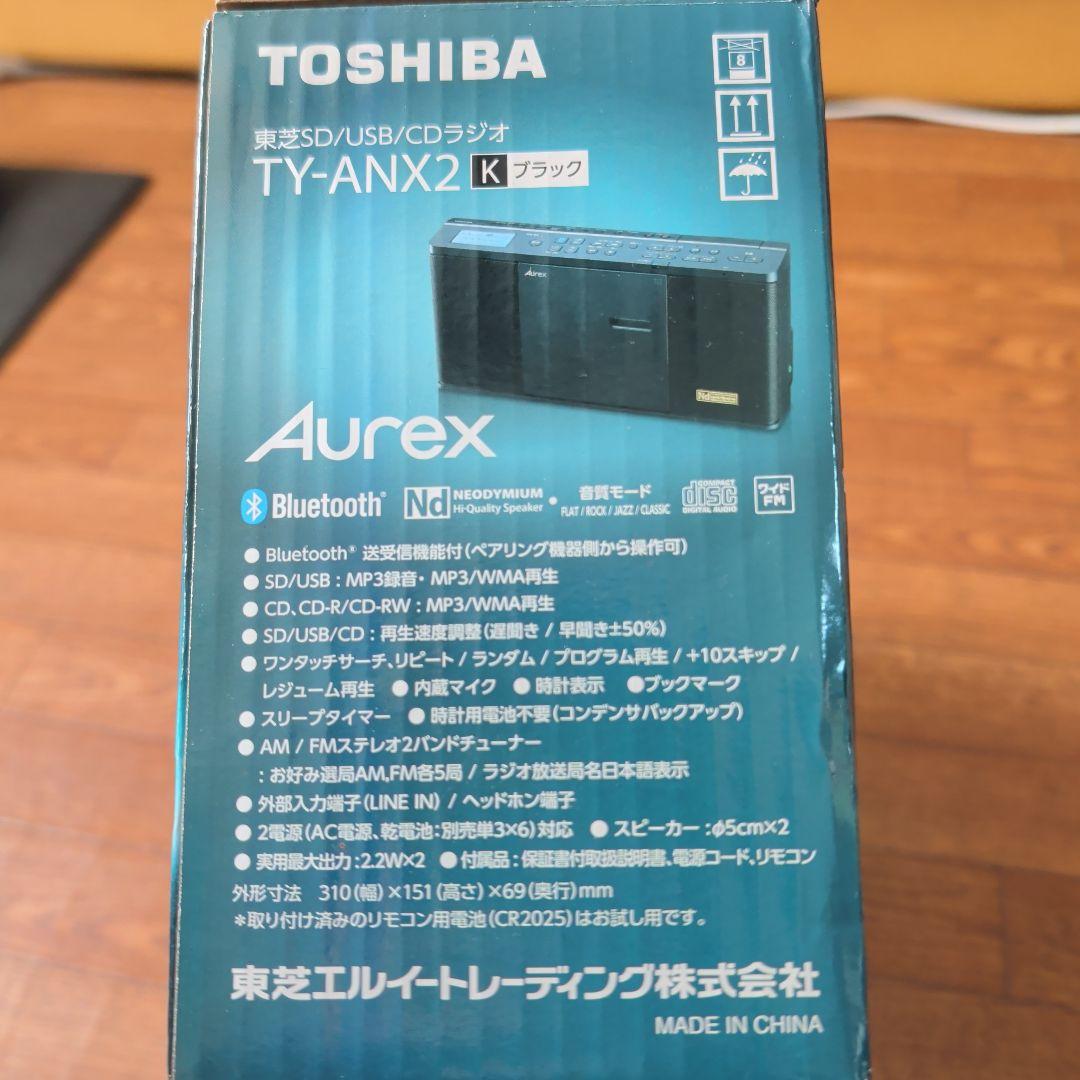 TOSHIBA
8
東芝SD/USB/CDラジオ
TY-ANX2 K ブラック
Aurex
Nd
Aurex
Bluetooth® Nd NEODYMIUM Hi-Quality Speaker • 音質モード FLAT / ROCK / JAZZ / CLASSIC COMPACT disc DIGITAL AUDIO ワイドFM
● Bluetooth® 送受信機能付(ペアリング機器側から操作可)
● SD/USB : MP3録音・MP3/WMA再生
● CD、CD-R/CD-RW : MP3/WMA再生
● SD/USB/CD : 再生速度調整(遅聞き / 早聞き±50%)
● ワンタッチサーチ、リピート / ランダム / プログラム再生 / +10スキップ /
レジューム再生 ● 内蔵マイク ● 時計表示 ●ブックマーク
● スリープタイマー ● 時計用電池不要(コンデンサバックアップ)
● AM / FMステレオ2バンドチューナー
: お好み選局AM,FM各5局 / ラジオ放送局名日本語表示
● 外部入力端子(LINE IN) / ヘッドホン端子
● 2電源(AC電源、乾電池:別売単3×6)対応 ● スピーカー : φ5cm×2
● 実用最大出力 : 2.2W×2 ● 付属品 : 保証書付取扱説明書、電源コード、リモコン
外形寸法 310(幅)×151(高さ)×69(奥行)mm
*取り付け済みのリモコン用電池(CR2025)はお試し用です。
東芝エルイートレーディング株式会社
MADE IN CHINA